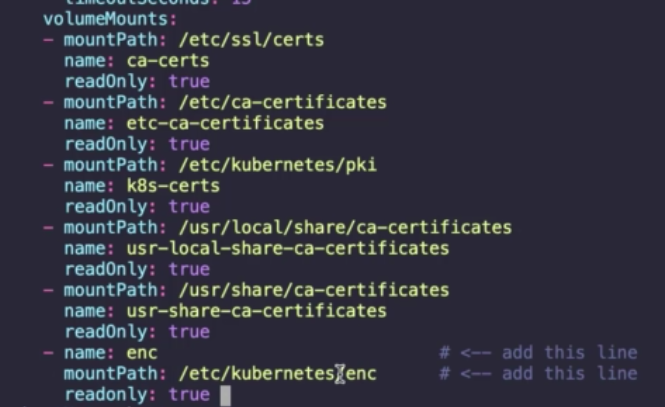 volumeMounts:
- mountPath: /etc/ssl/certs
name: ca-certs
readOnly: true
- mountPath: /etc/ca-certificates
name: etc-ca-certificates
readOnly: true
- mountPath: /etc/kubernetes/pki
name: k8s-certs
readOnly: true
- mountPath: /usr/local/share/ca-certificates
name: usr-local-share-ca-certificates
readOnly: true
- mountPath: /usr/share/ca-certificates
name: usr-share-ca-certificates
readOnly: true
- name: enc # <-- add this line
mountPath: /etc/kubernetes/enc # <-- add this line
readonly: true